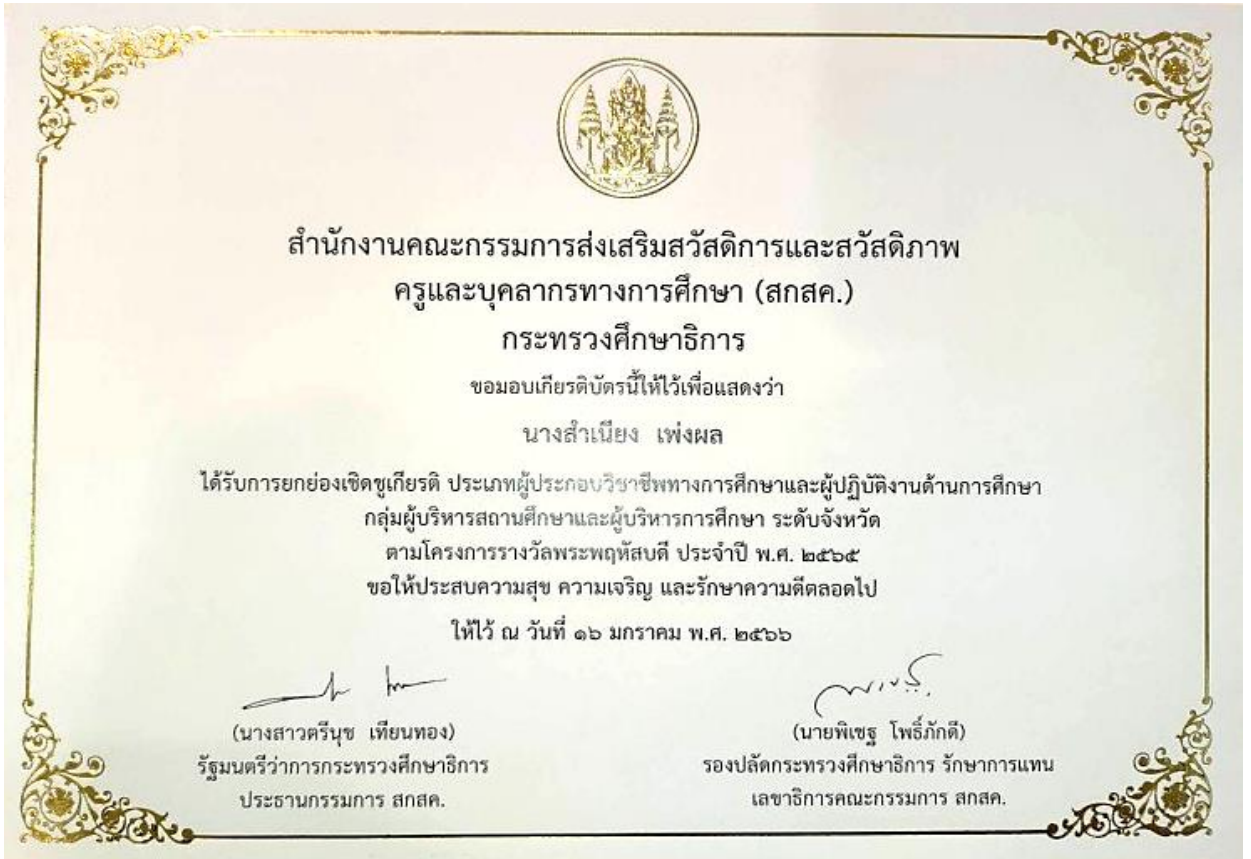 สำนักงานคณะกรรมการส่งเสริมสวัสดิการและสวัสดิภาพ
ครูและบุคลากรทางการศึกษา (สกสค.)
กระทรวงศึกษาธิการ
ขอมอบเกียรติบัตรนี้ให้ไว้เพื่อแสดงว่า
นางสำเนียง เพ่งผล
ได้รับการยกย่องเชิดชูเกียรติ ประเภทผู้ประกอบวิชาชีพทางการศึกษาและผู้ปฏิบัติงานด้านการศึกษา
กลุ่มผู้บริหารสถานศึกษาและผู้บริหารการศึกษา ระดับจังหวัด
ตามโครงการรางวัลพระพฤหัสบดี ประจำปี พ.ศ. ๒๕๖๕
ขอให้ประสบความสุข ความเจริญ และรักษาความดีตลอดไป
ให้ไว้ ณ วันที่ ๑๖ มกราคม พ.ศ. ๒๕๖๖
(นางสาวตรีนุช เทียนทอง)
รัฐมนตรีว่าการกระทรวงศึกษาธิการ
ประธานกรรมการ สกสค.
(นายพิเชฐ โพธิ์ภักดี)
รองปลัดกระทรวงศึกษาธิการ รักษาการแทน
เลขาธิการคณะกรรมการ สกสค.